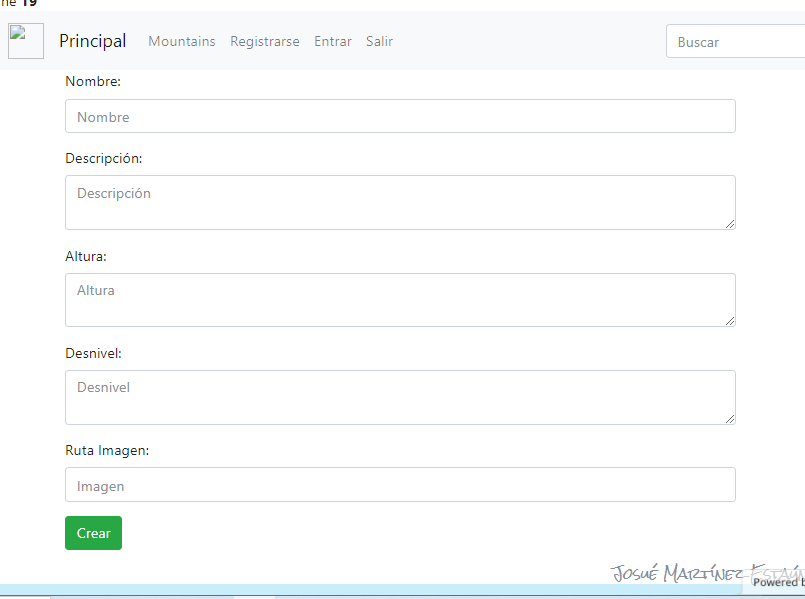 ne 19
Principal Mountains Registrarse Entrar Salir Buscar
Nombre:
Nombre
Descripción:
Descripción
Altura:
Altura
Desnivel:
Desnivel
Ruta Imagen:
Imagen
Crear
Josué Martínez
Powered b